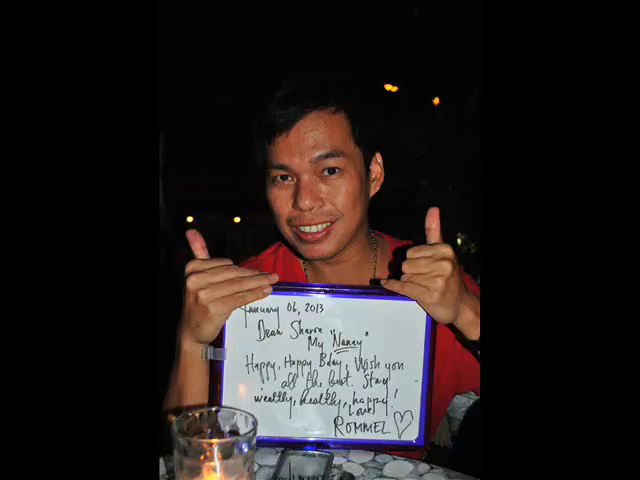 January 06, 2013
Dear Sharon
My "Nancy"
Happy, Happy Bday, Wish you
all the best. Stay
wealthy, healthy, happy!
Love
ROMMEL